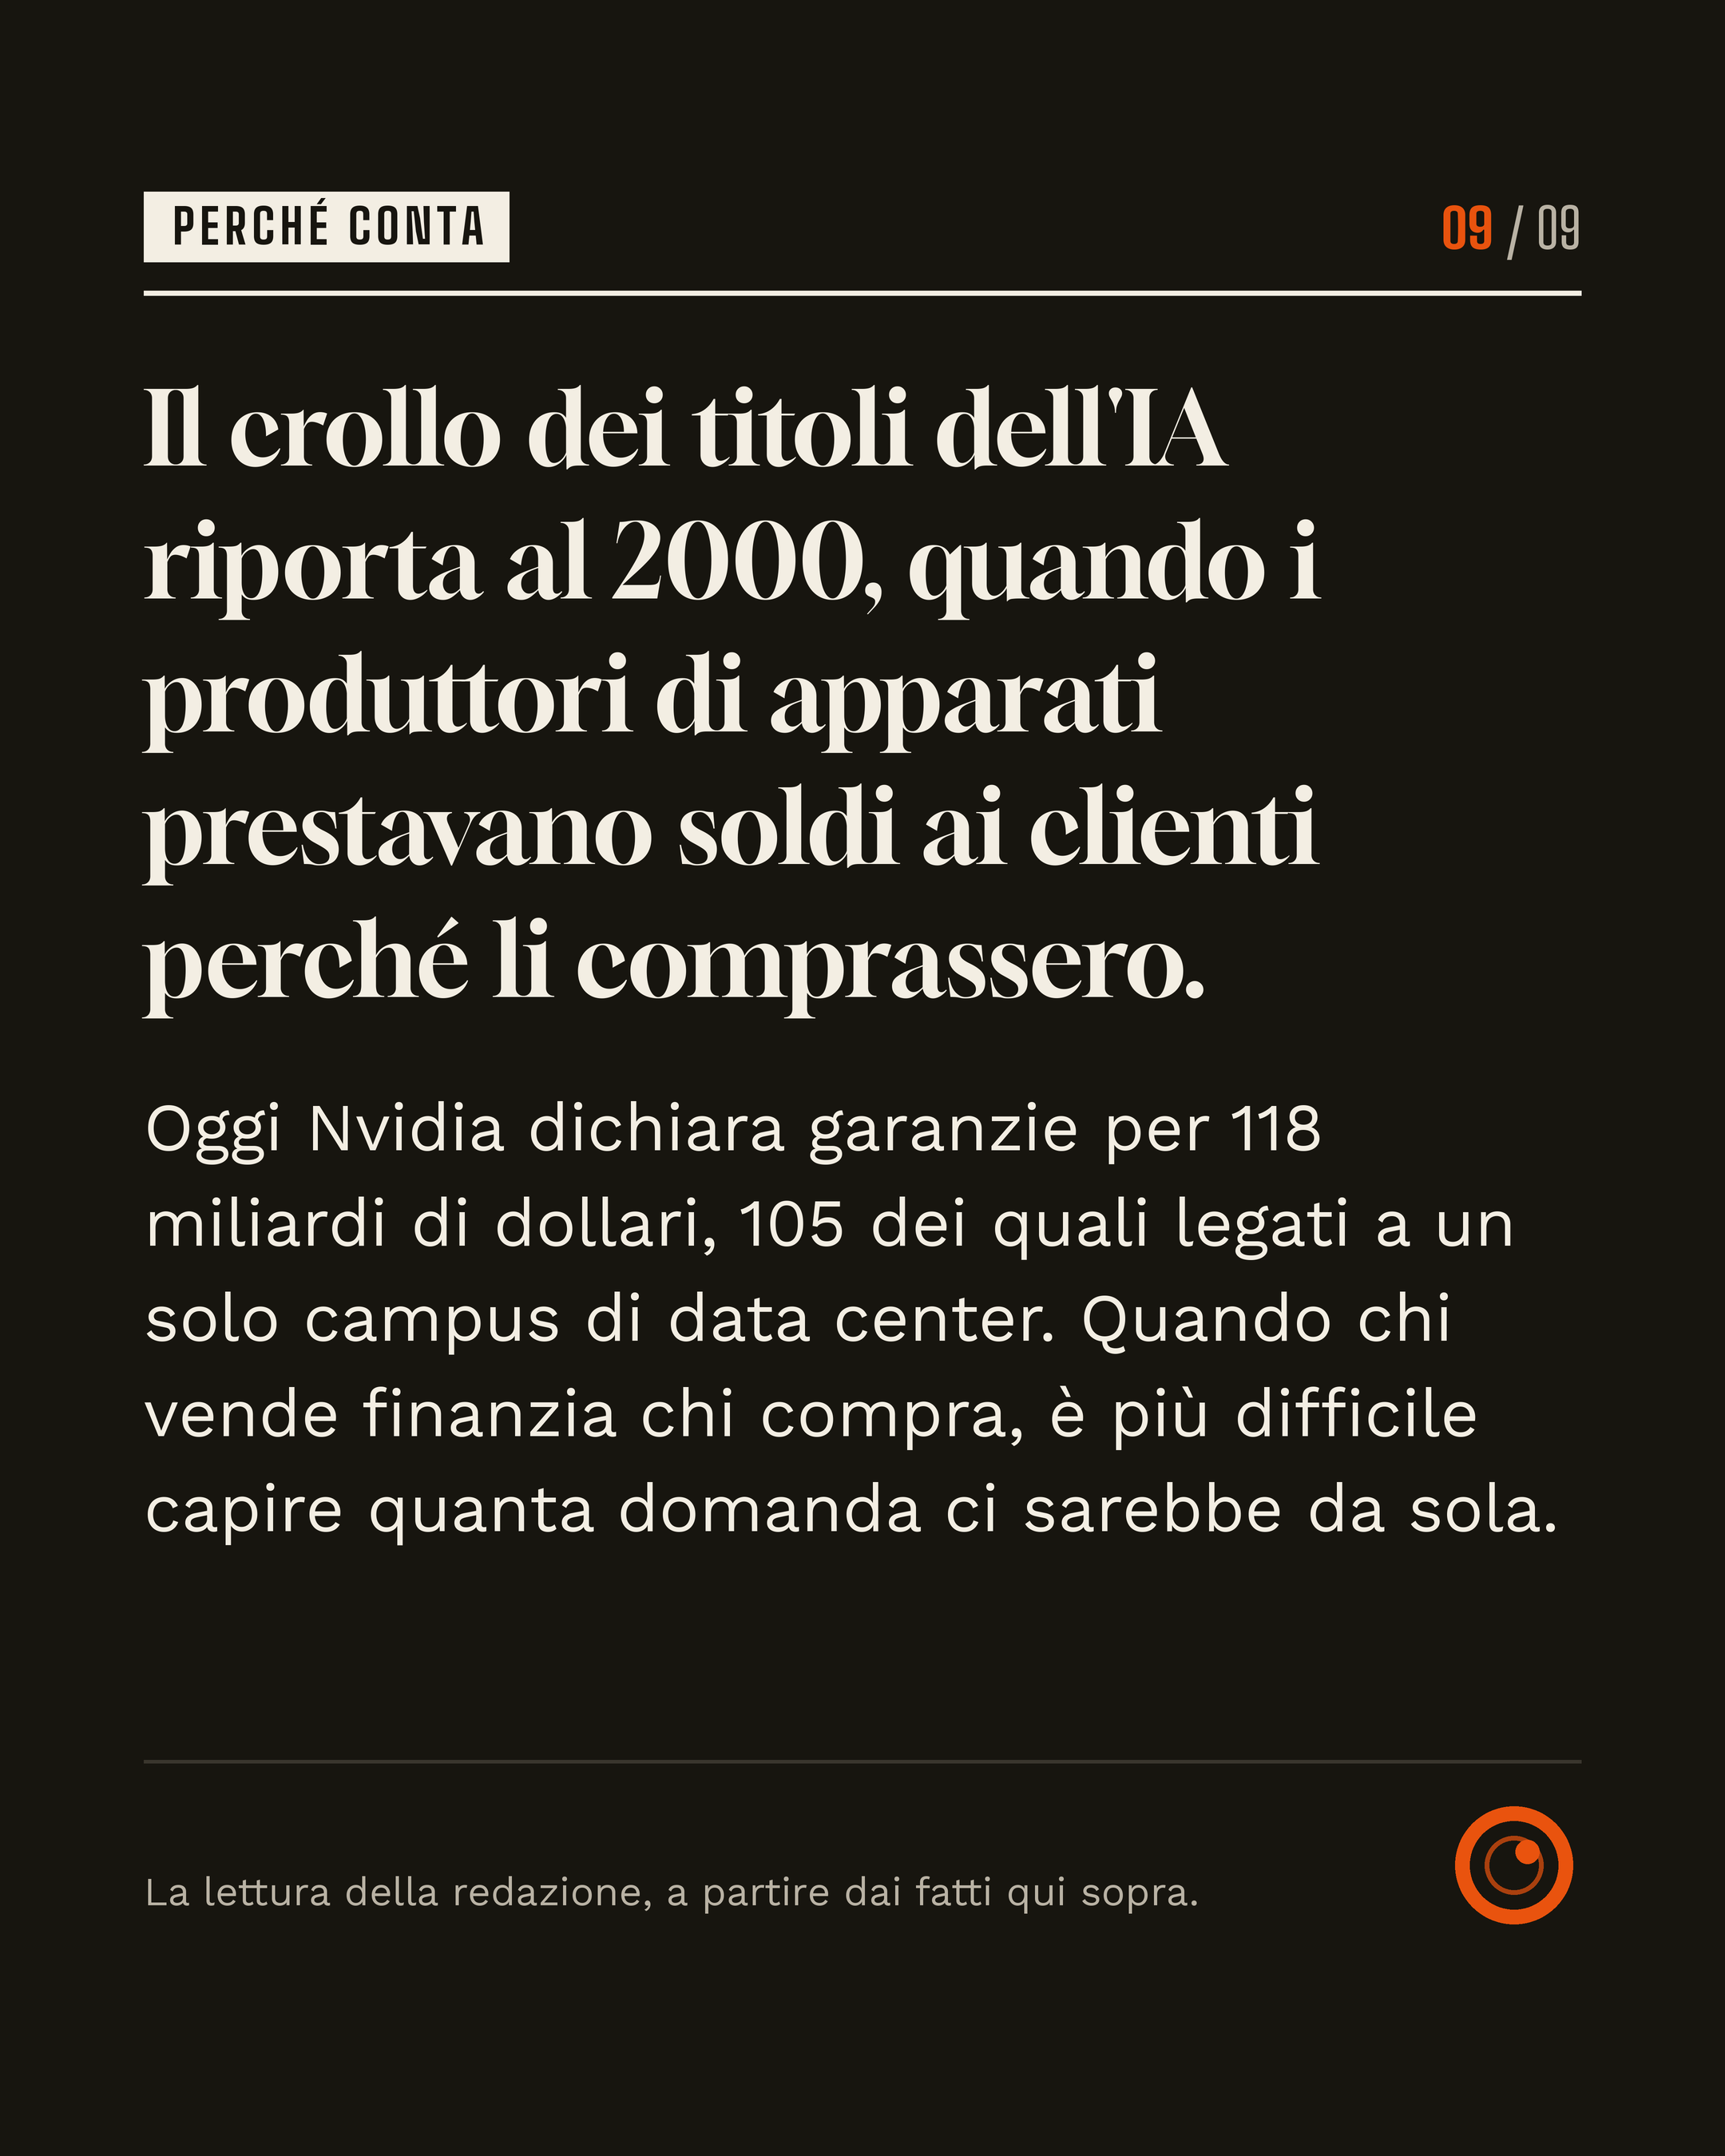 PERCHÉ CONTA
09 / 09
Il crollo dei titoli dell'IA
riporta al 2000, quando i
produttori di apparati
prestavano soldi ai clienti
perché li comprassero.
Oggi Nvidia dichiara garanzie per 118
miliardi di dollari, 105 dei quali legati a un
solo campus di data center. Quando chi
vende finanzia chi compra, è più difficile
capire quanta domanda ci sarebbe da sola.
La lettura della redazione, a partire dai fatti qui sopra.